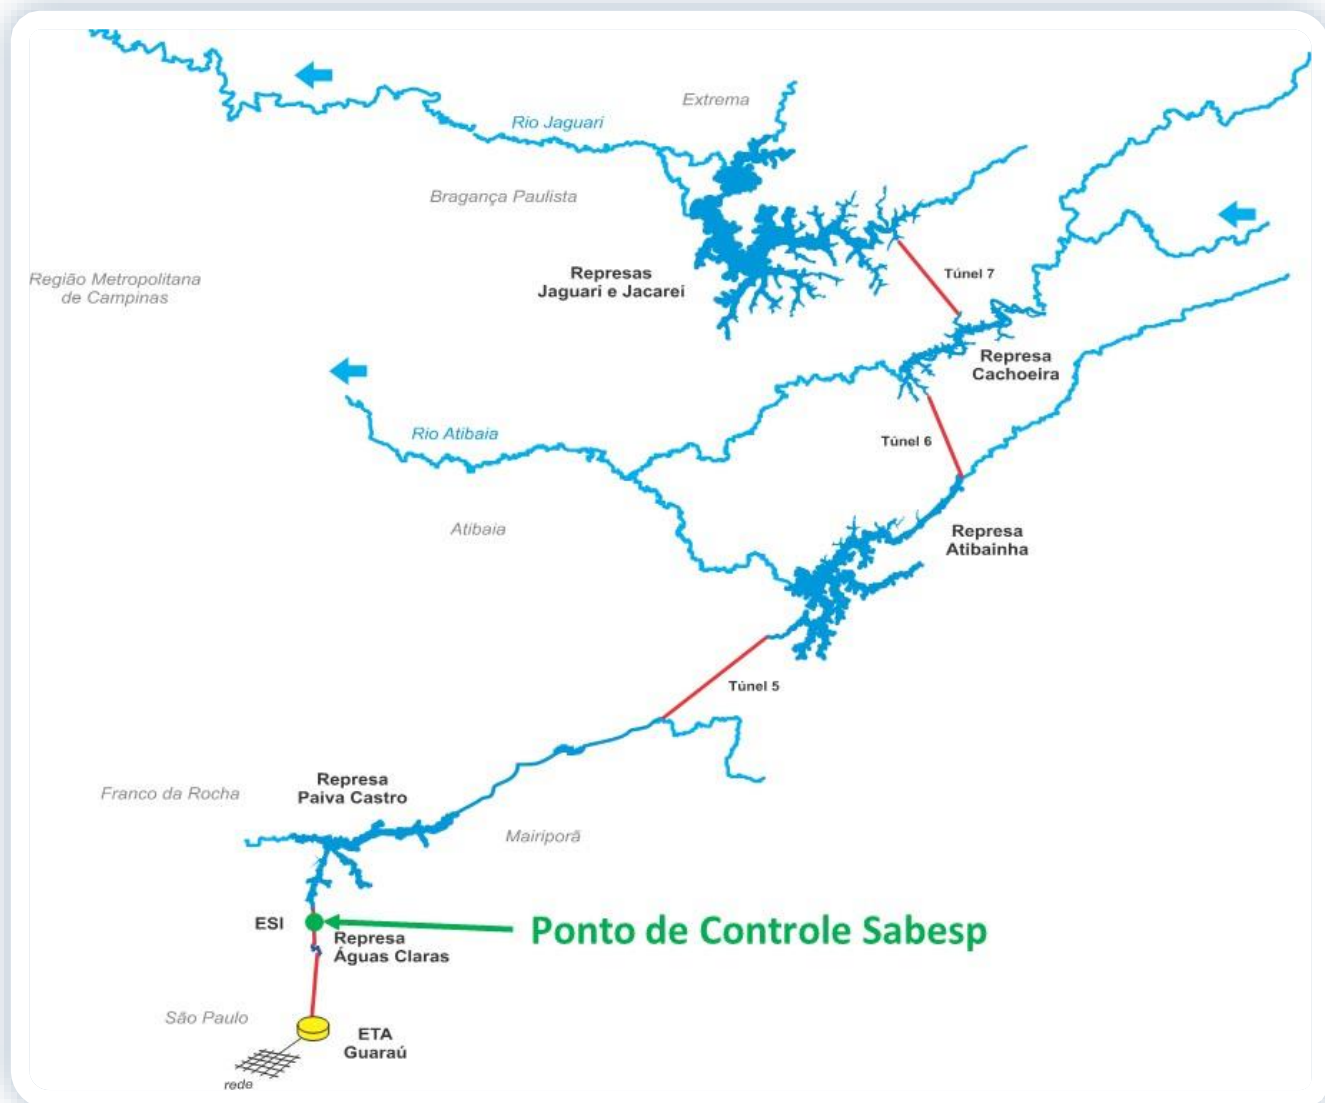 Extrema
Rio Jaguari
Bragança Paulista
Região Metropolitana
de Campinas
Represas
Jaguari e Jacarei
Túnel 7
Represa
Cachoeira
Rio Atibaia
Túnel 6
Atibaia
Represa
Atibainha
Túnel 5
Represa
Paiva Castro
Franco da Rocha
Mairiporã
ESI
Ponto de Controle Sabesp
Represa
Águas Claras
São Paulo
ETA
Guaraú
rede